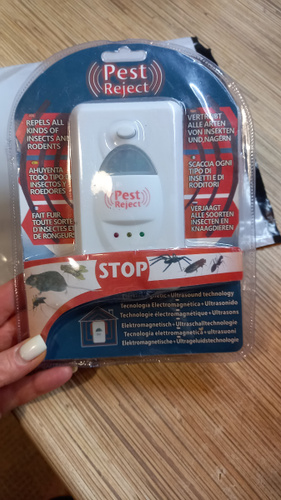 Pest
Reject
REPELS ALL
KINDS OF
INSECTS AND
RODENTS
AHUYENTA
TODO TIPO
INSECTOS Y
ROEDORES
FAIT FUIR
TOUTE SORTE
D'INSECTES ET
DE RONGEURS
VERTREIBT
ALLE ARTEN
VON INSEKTEN
UND NAGERN
SCACCIA OGNI
TIPO DI
INSETTI E DI
RODITORI
VERJAAGT
ALLE SOORTEN
INSECTEN EN
KNAAGDIEREN
Pest
Reject
STOP
• Ultrasound technology
Tecnología Electromagnética • Ultrasonido
Technologie électromagnétique • Ultrasons
Elektromagnetisch • Ultraschalltechnologie
Tecnologia elettromagnetica • ultrasuoni
Elektromagnetische • Ultrageluidstechnologie